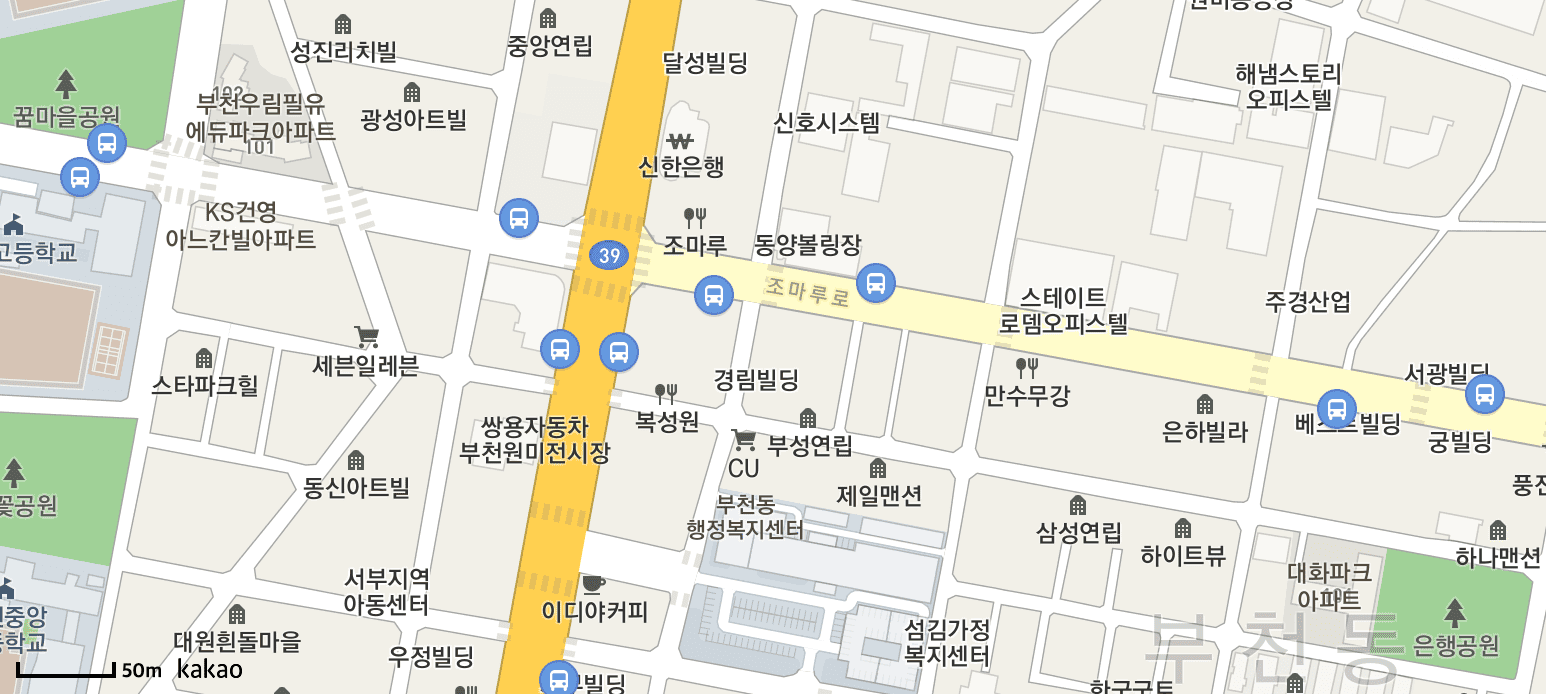 성진리치빌
중앙연립
달성빌딩
해냄스토리
오피스텔
꿈마을공원
102
부천우림필유
에듀파크아파트
101
광성아트빌
신호시스템
신한은행
KS건영
아느칸빌아파트
고등학교
39
조마루
동양볼링장
조마루로
스테이트
로뎀오피스텔
주경산업
세븐일레븐
스타파크힐
경림빌딩
만수무강
서광빌딩
복성원
쌍용자동차
부천원미전시장
부성연립
CU
은하빌라
궁빌딩
동신아트빌
제일맨션
꽃공원
부천동
행정복지센터
삼성연립
하이트뷰
하나맨션
서부지역
아동센터
이디야커피
대화파크
아파트
대원흰돌마을
우정빌딩
섬김가정
복지센터
부천동
은행공원
50m
kakao